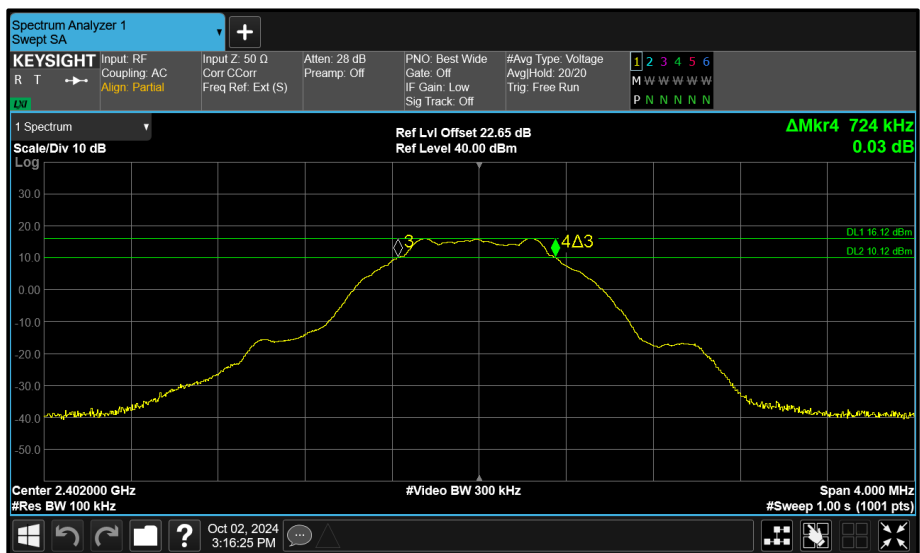 Spectrum Analyzer 1
Swept SA
KEYSIGHT
R T
LXI
Input: RF
Coupling: AC
Align: Partial
Input Z: 50 Ω
Corr CCorr
Freq Ref: Ext (S)
Atten: 28 dB
Preamp: Off
PNO: Best Wide
Gate: Off
IF Gain: Low
Sig Track: Off
#Avg Type: Voltage
Avg|Hold: 20/20
Trig: Free Run
1 2 3 4 5 6
M W W W W W
P N N N N N
1 Spectrum
Scale/Div 10 dB
Ref Lvl Offset 22.65 dB
Ref Level 40.00 dBm
ΔMkr4 724 kHz
0.03 dB
Log
30.0
20.0
10.0
0.00
-10.0
-20.0
-30.0
-40.0
-50.0
3
4Δ3
DL1 16.12 dBm
DL2 10.12 dBm
Center 2.402000 GHz
#Res BW 100 kHz
#Video BW 300 kHz
Span 4.000 MHz
#Sweep 1.00 s (1001 pts)
?
Oct 02, 2024
3:16:25 PM